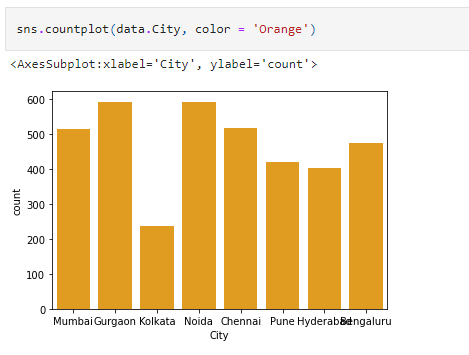 sns.countplot(data.City, color = 'Orange')
<AxesSubplot:xlabel='City', ylabel='count'>
600
500
400
300
200
100
0
count
Mumbai Gurgaon Kolkata Noida Chennai Pune Hyderabad Bengaluru
City